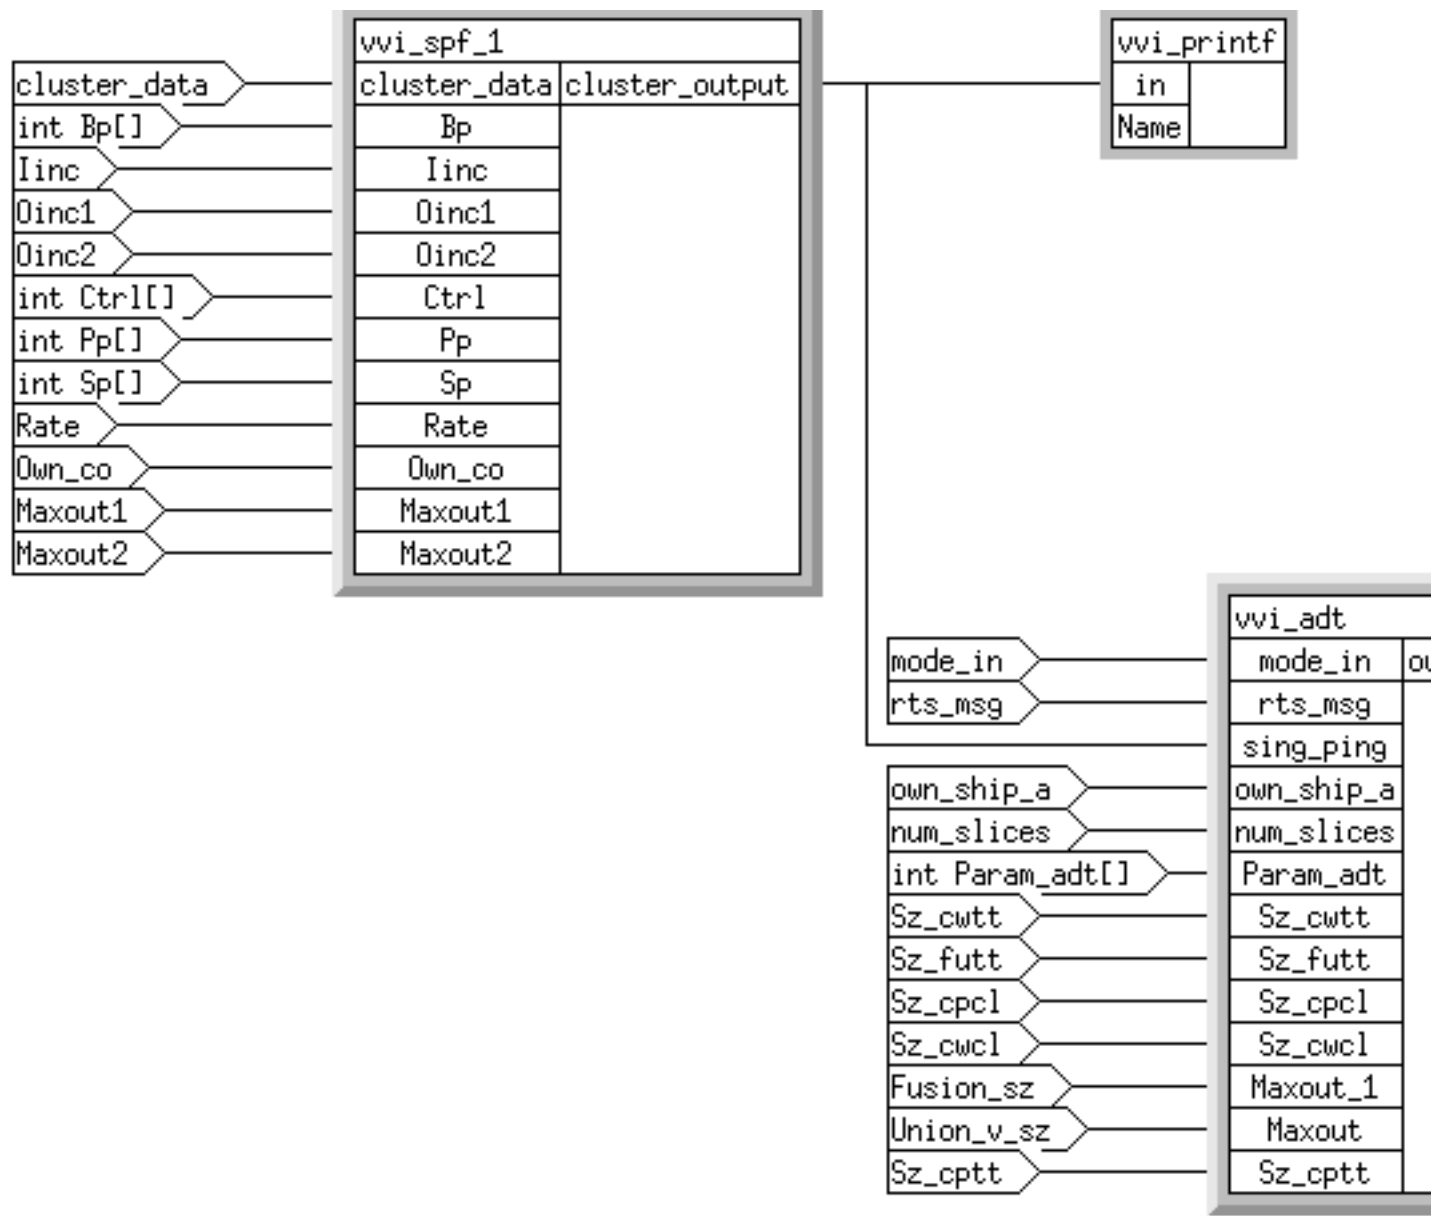 vvi_spf_1
cluster_data cluster_data cluster_output
int Bp[] Bp
Iinc Iinc
Oinc1 Oinc1
Oinc2 Oinc2
int Ctrl[] Ctrl
int Pp[] Pp
int Sp[] Sp
Rate Rate
Own_co Own_co
Maxout1 Maxout1
Maxout2 Maxout2
vvi_printf
in
Name
vvi_adt
mode_in mode_in
rts_msg rts_msg
sing_ping
own_ship_a own_ship_a
num_slices num_slices
int Param_adt[] Param_adt
Sz_cwtt Sz_cwtt
Sz_futt Sz_futt
Sz_cpcl Sz_cpcl
Sz_cwcl Sz_cwcl
Fusion_sz Maxout_1
Union_v_sz Maxout
Sz_cptt Sz_cptt